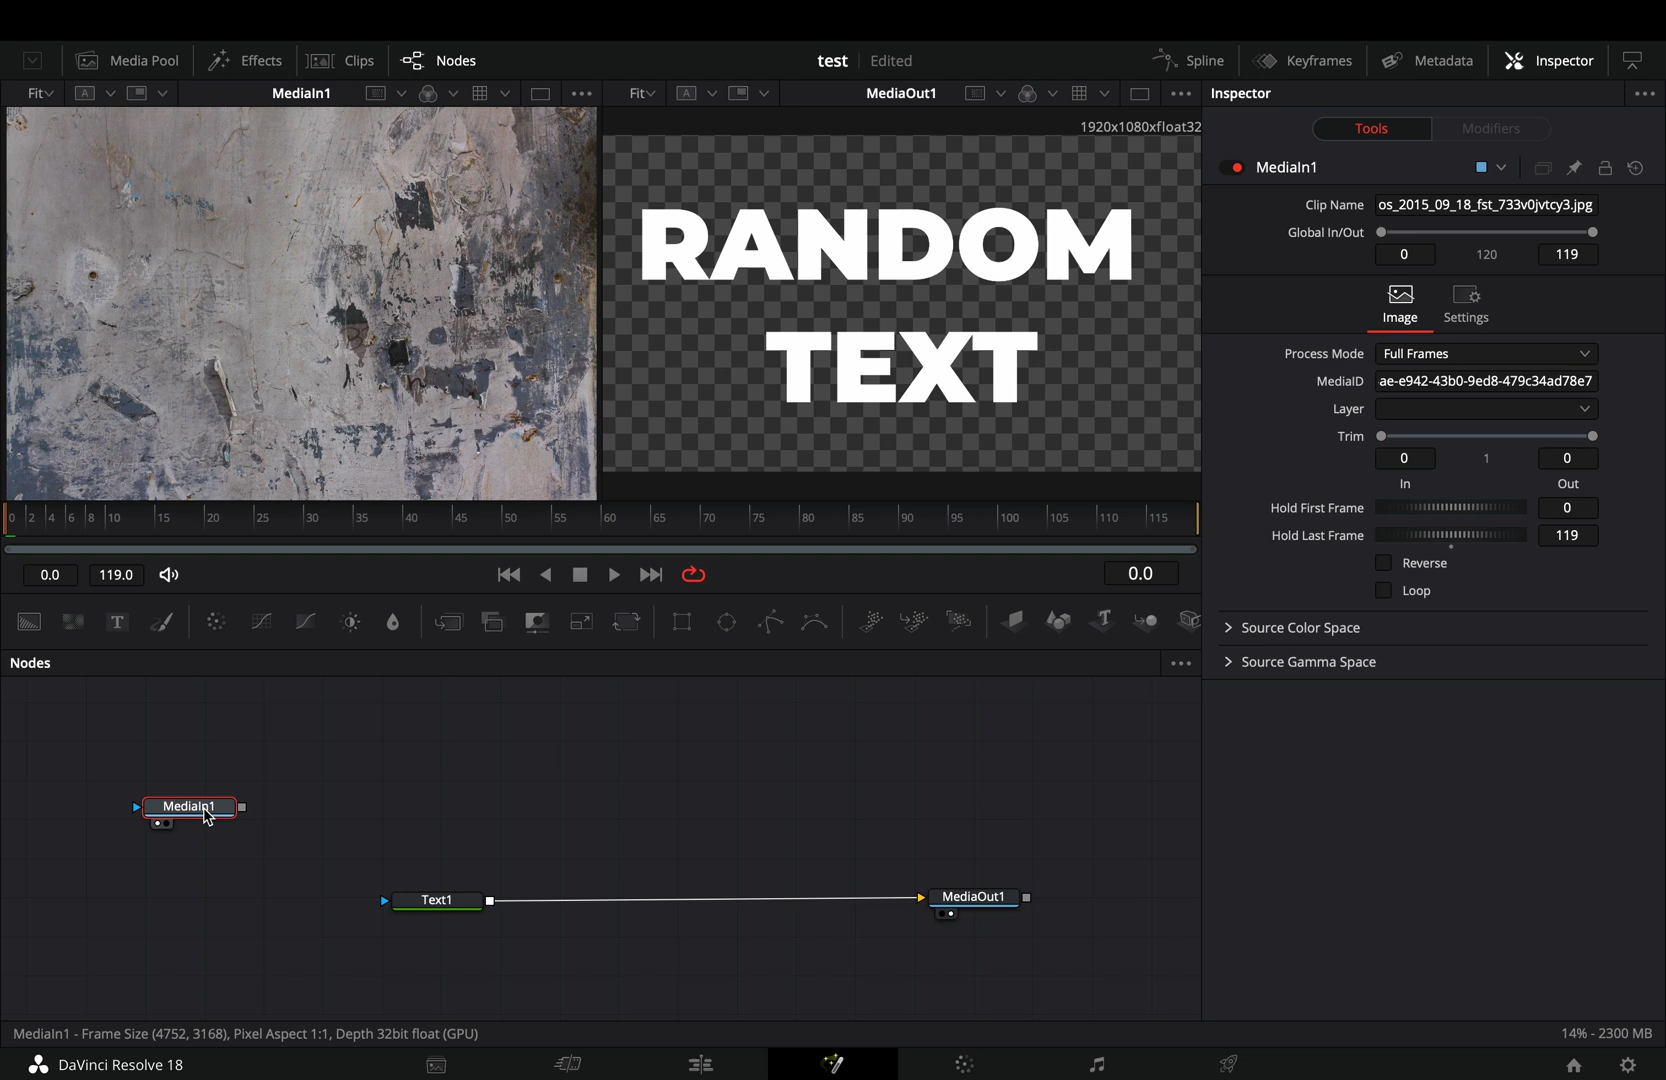 Media Pool
Effects
Clips
Nodes
test
Edited
Spline
Keyframes
Metadata
Inspector
Fit
A
MediaIn1
Fit
A
MediaOut1
Inspector
1920x1080xfloat32
RANDOM
TEXT
Tools
Modifiers
MediaIn1
Clip Name
os_2015_09_18_fst_733v0jvtcy3.jpg
Global In/Out
0
120
119
Image
Settings
Process Mode
Full Frames
MediaID
ae-e942-43b0-9ed8-479c34ad78e7
Layer
Trim
0
1
0
In
Out
Hold First Frame
0
Hold Last Frame
119
Reverse
Loop
Source Color Space
Source Gamma Space
0 2 4 6 8 10 15 20 25 30 35 40 45 50 55 60 65 70 75 80 85 90 95 100 105 110 115
0.0
119.0
0.0
T
T
Nodes
MediaIn1
Text1
MediaOut1
MediaIn1 - Frame Size (4752, 3168), Pixel Aspect 1:1, Depth 32bit float (GPU)
14% - 2300 MB
DaVinci Resolve 18